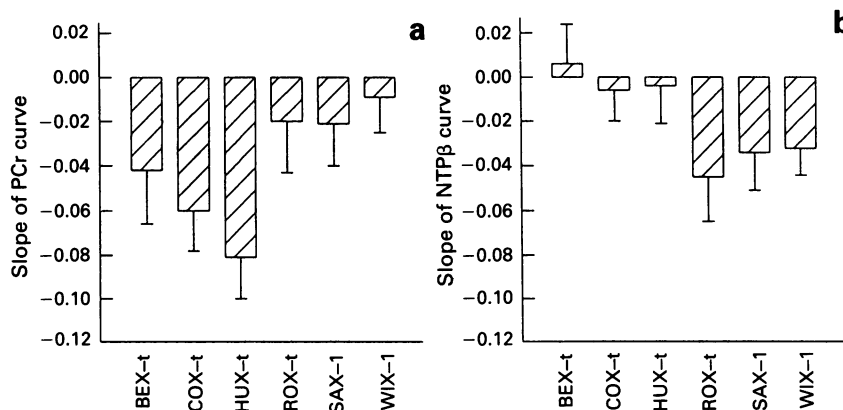 a
Slope of PCr curve
0.02
0.00
−0.02
−0.04
−0.06
−0.08
−0.10
−0.12
BEX–t
COX–t
HUX–t
ROX–t
SAX–1
WIX–1
b
Slope of NTPβ curve
0.02
0.00
−0.02
−0.04
−0.06
−0.08
−0.10
−0.12
BEX–t
COX–t
HUX–t
ROX–t
SAX–1
WIX–1